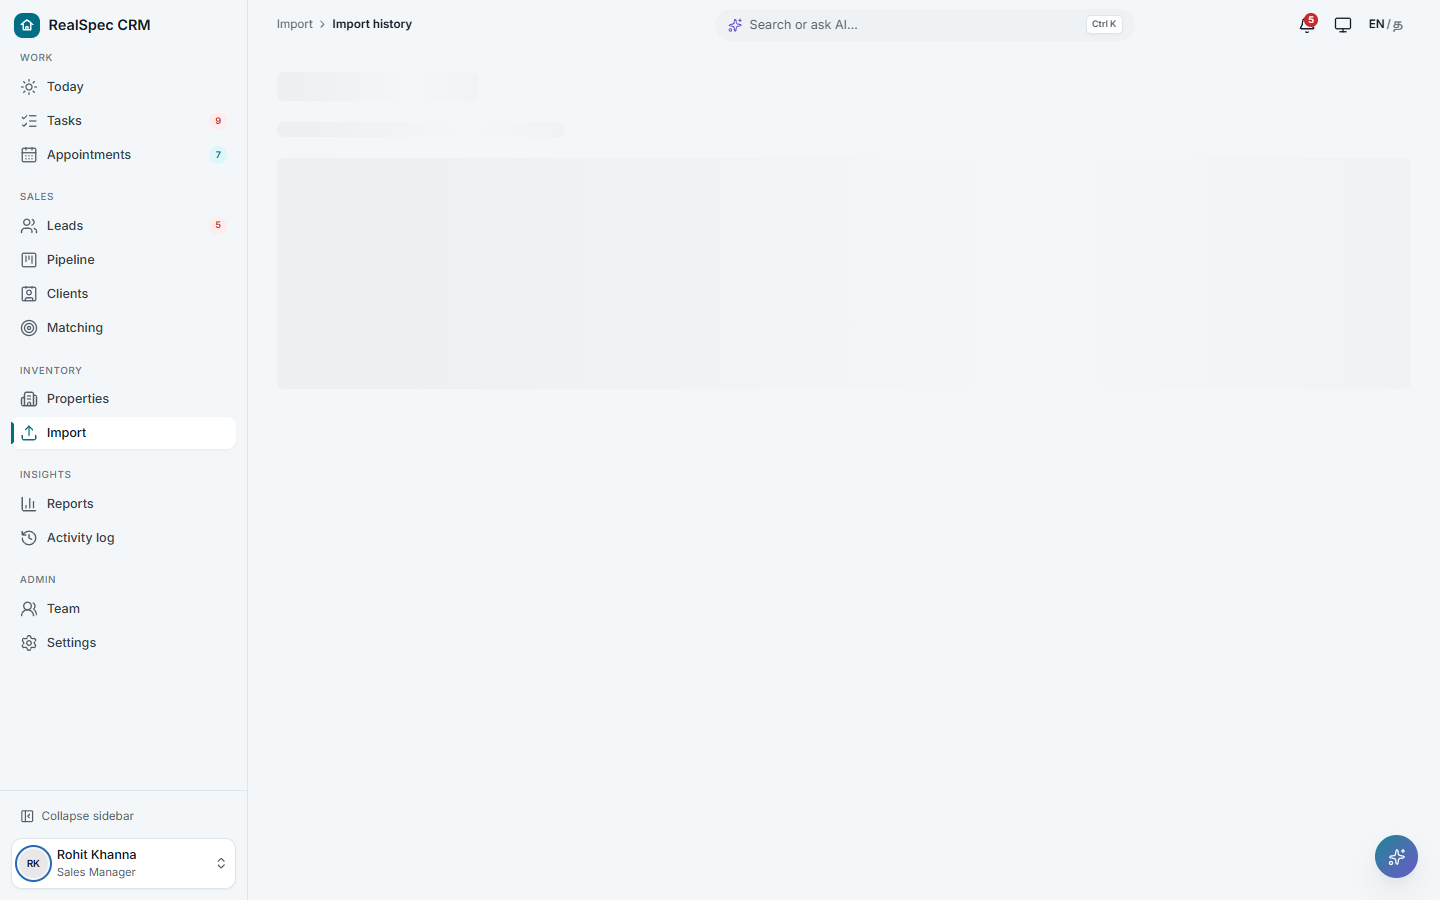 RealSpec CRM
WORK
Today
Tasks 9
Appointments 7
SALES
Leads 5
Pipeline
Clients
Matching
INVENTORY
Properties
Import
INSIGHTS
Reports
Activity log
ADMIN
Team
Settings
Collapse sidebar
RK Rohit Khanna
Sales Manager
Import > Import history
Search or ask AI... Ctrl K
5
EN / த